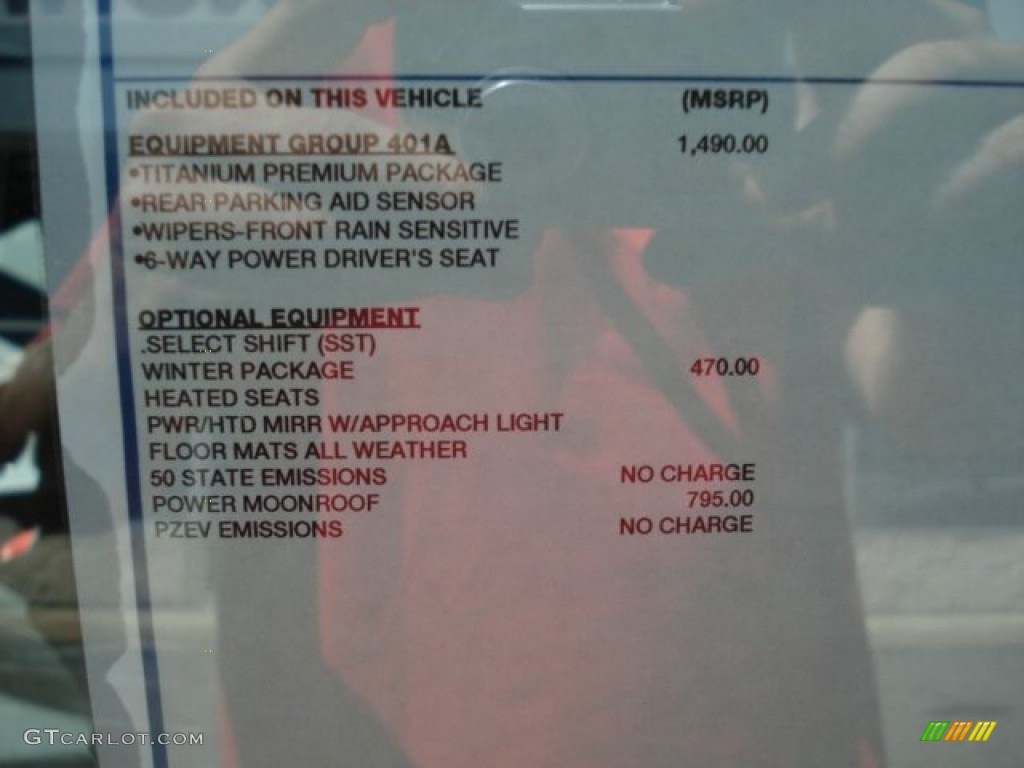 INCLUDED ON THIS VEHICLE (MSRP)
EQUIPMENT GROUP 401A 1,490.00
•TITANIUM PREMIUM PACKAGE
•REAR PARKING AID SENSOR
•WIPERS-FRONT RAIN SENSITIVE
•6-WAY POWER DRIVER'S SEAT
OPTIONAL EQUIPMENT
.SELECT SHIFT (SST)
WINTER PACKAGE 470.00
HEATED SEATS
PWR/HTD MIRR W/APPROACH LIGHT
FLOOR MATS ALL WEATHER
50 STATE EMISSIONS NO CHARGE
POWER MOONROOF 795.00
PZEV EMISSIONS NO CHARGE
GTCARLOT.COM